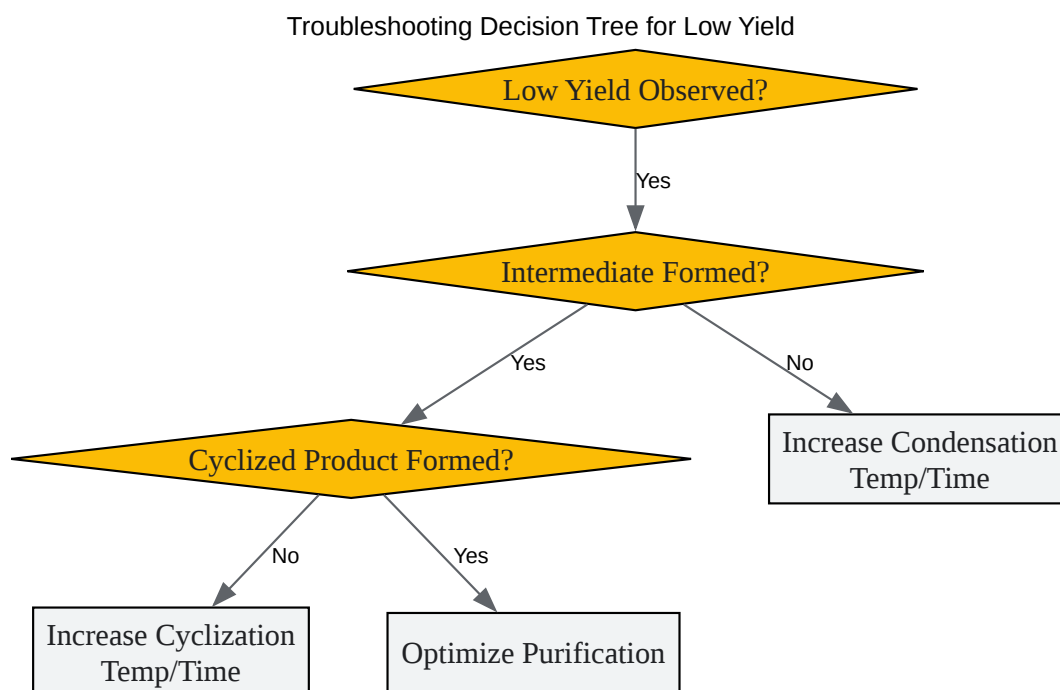 Troubleshooting Decision Tree for Low Yield
Low Yield Observed?
Yes
Intermediate Formed?
Yes
No
Increase Condensation
Temp/Time
Cyclized Product Formed?
No
Yes
Increase Cyclization
Temp/Time
Optimize Purification